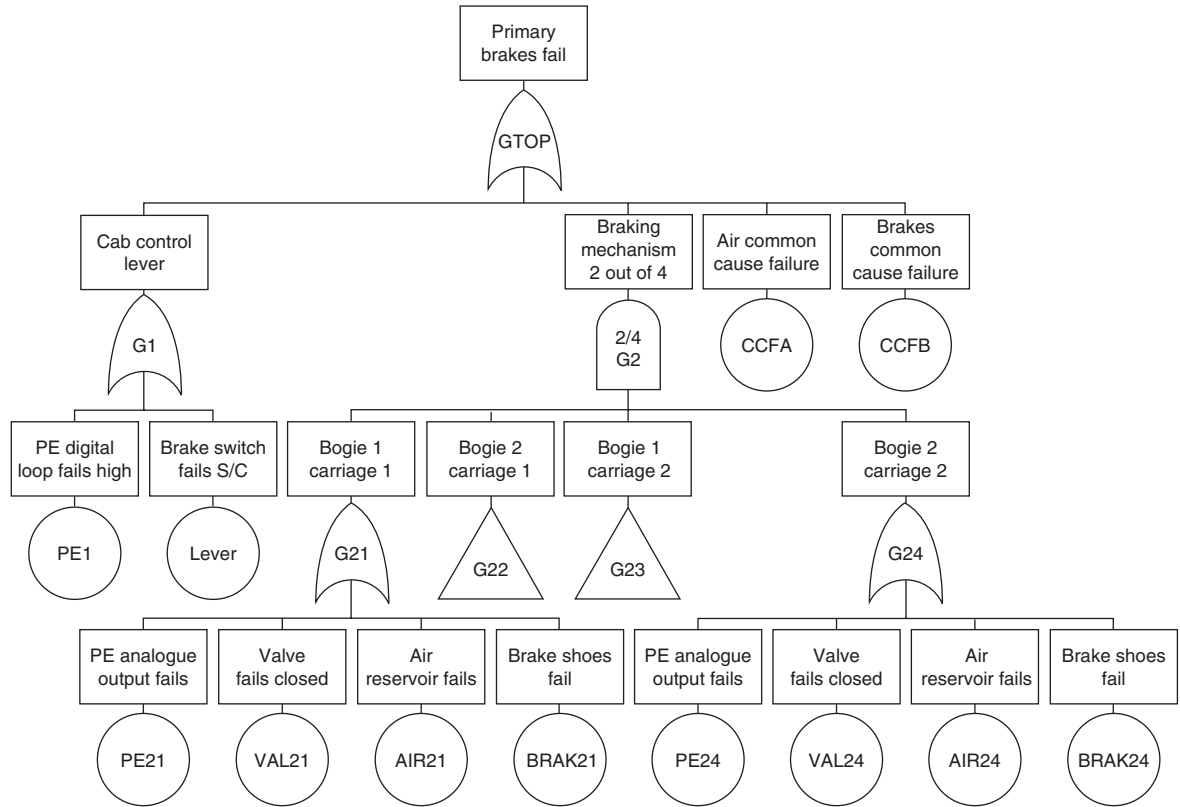 Primary
brakes fail
GTOP
Cab control
lever
Braking
mechanism
2 out of 4
Air common
cause failure
Brakes
common
cause failure
G1
2/4
G2
CCFA
CCFB
PE digital
loop fails high
Brake switch
fails S/C
Bogie 1
carriage 1
Bogie 2
carriage 1
Bogie 1
carriage 2
Bogie 2
carriage 2
PE1
Lever
G21
G22
G23
G24
PE analogue
output fails
Valve
fails closed
Air
reservoir fails
Brake shoes
fail
PE analogue
output fails
Valve
fails closed
Air
reservoir fails
Brake shoes
fail
PE21
VAL21
AIR21
BRAK21
PE24
VAL24
AIR24
BRAK24